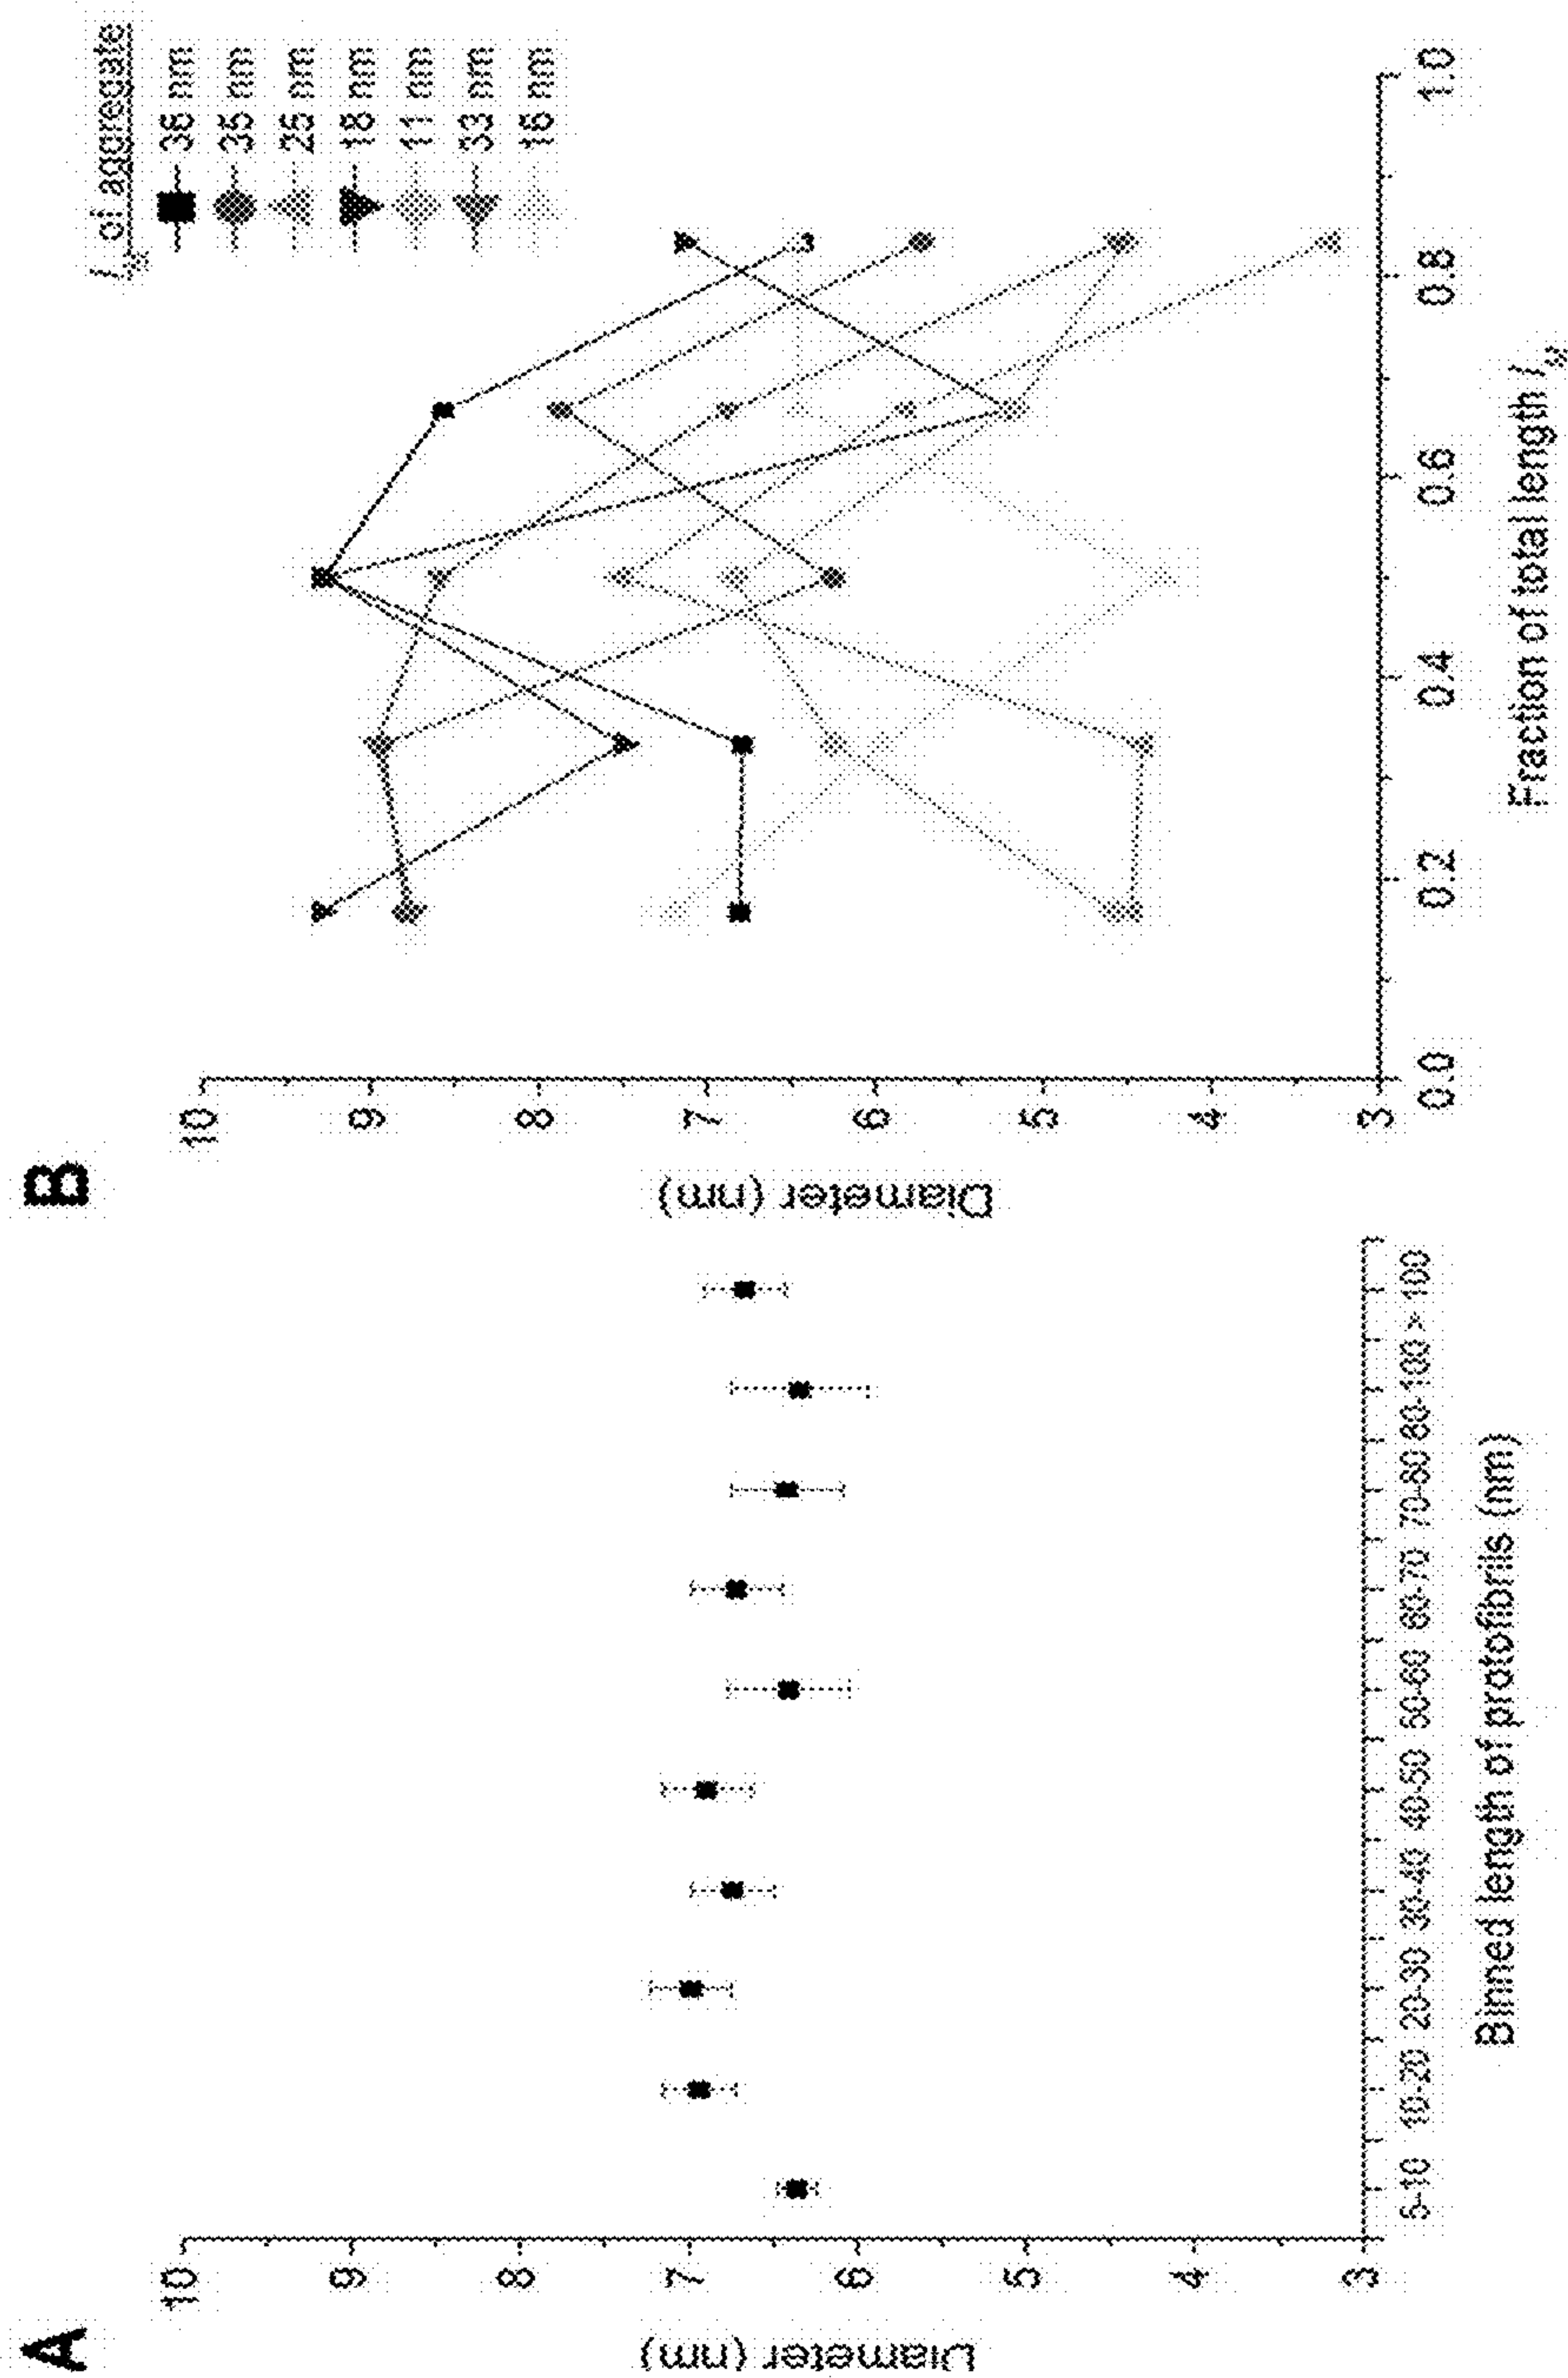 A
Diameter (nm)
10
9
8
7
6
5
4
3
5-10 10-20 20-30 30-40 40-50 50-60 60-70 70-80 80-100 >100
Binned length of protofibrils (nm)
B
Diameter (nm)
10
9
8
7
6
5
4
3
0.0 0.2 0.4 0.6 0.8 1.0
Fraction of total length l
l of aggregate
36 nm
35 nm
25 nm
18 nm
11 nm
33 nm
16 nm